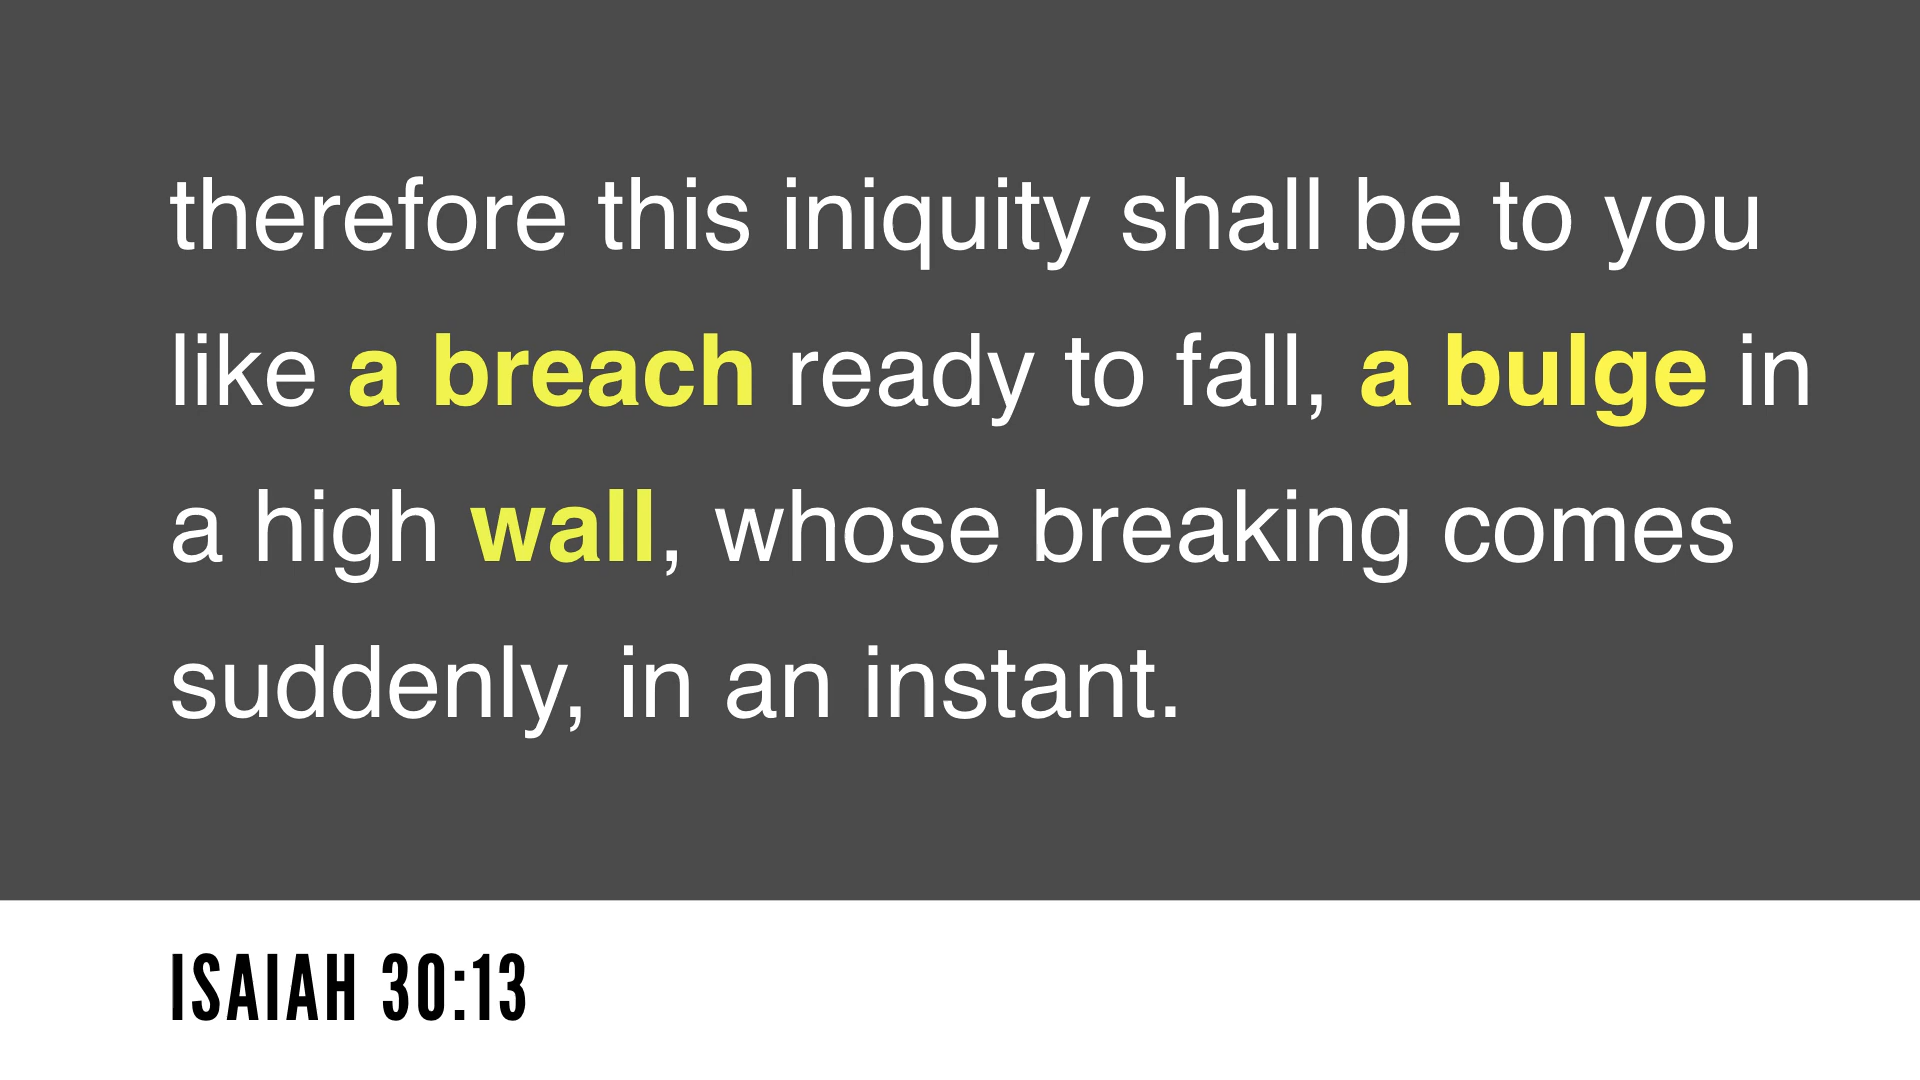 therefore this iniquity shall be to you
like a breach ready to fall, a bulge in
a high wall, whose breaking comes
suddenly, in an instant.
ISAIAH 30:13